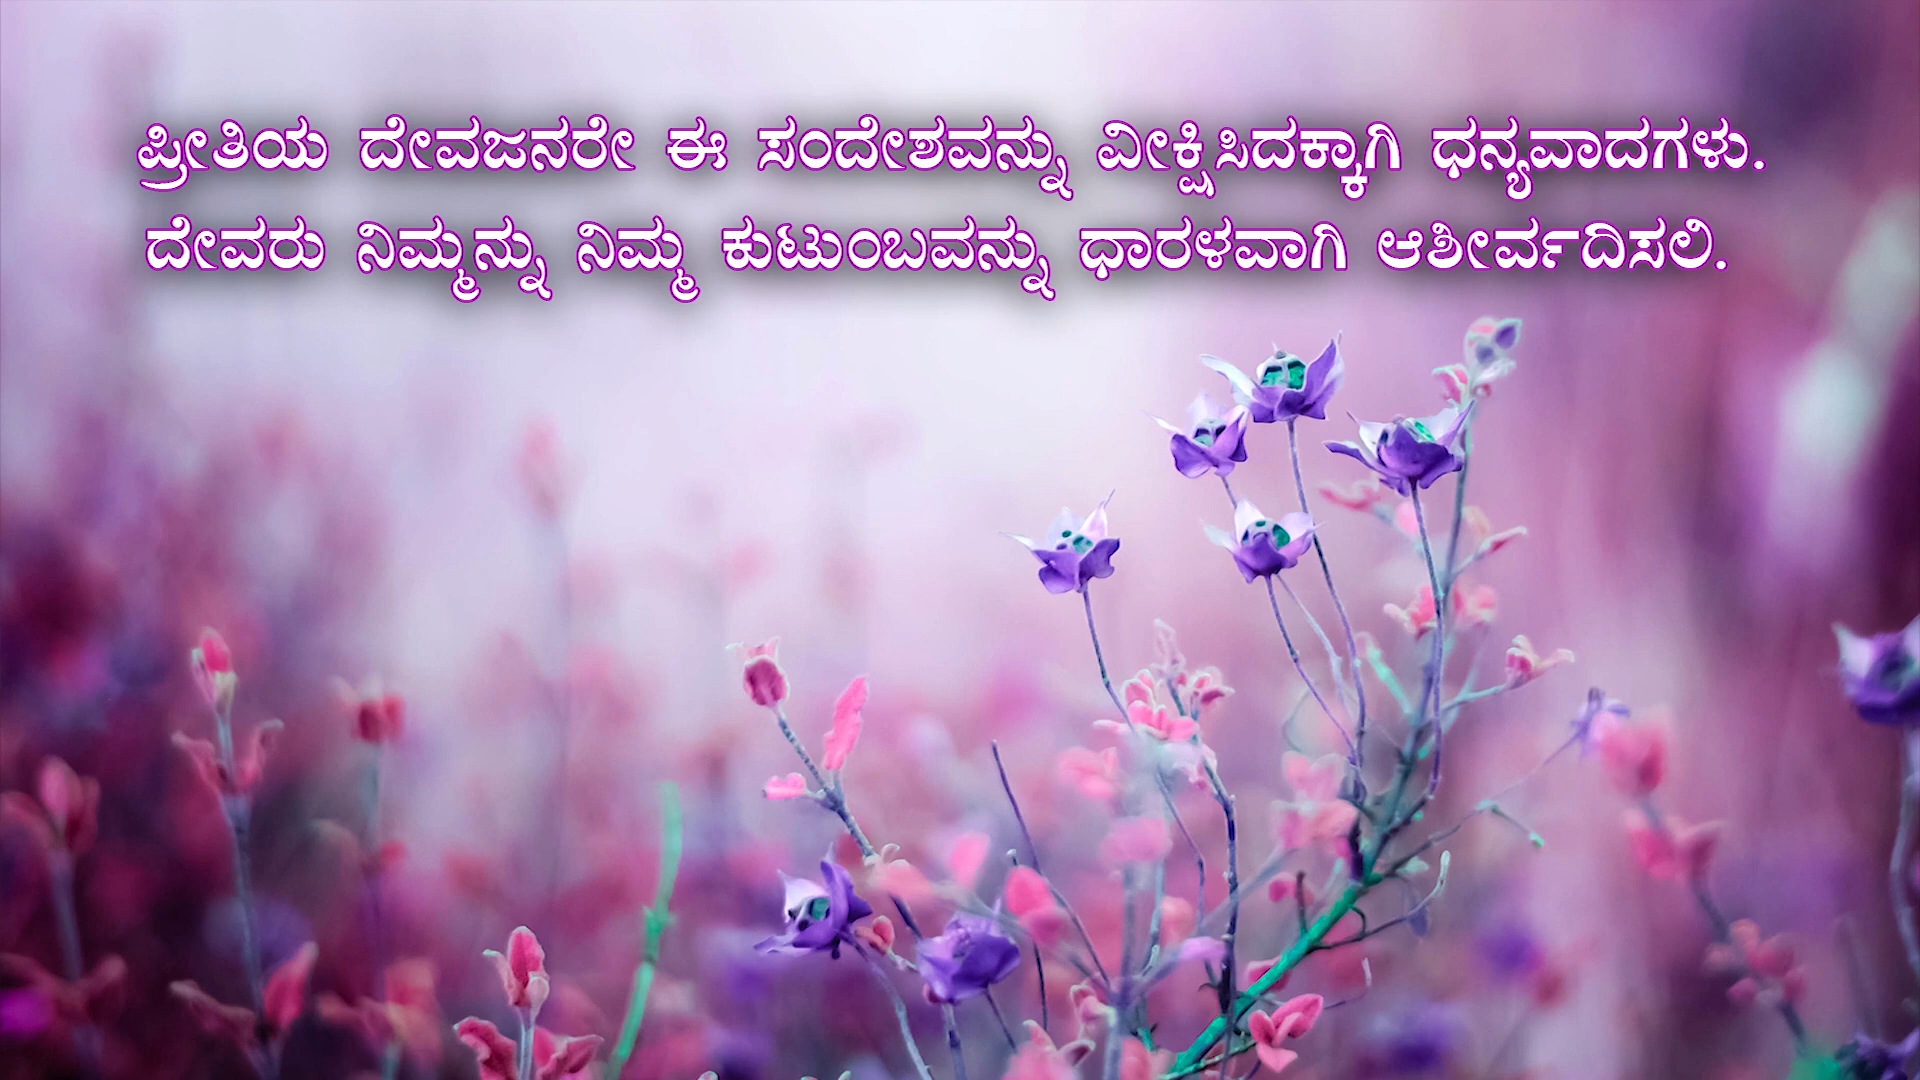 ಪ್ರೀತಿಯ ದೇವಜನರೇ ಈ ಸಂದೇಶವನ್ನು ವೀಕ್ಷಿಸಿದಕ್ಕಾಗಿ ಧನ್ಯವಾದಗಳು.
ದೇವರು ನಿಮ್ಮನ್ನು ನಿಮ್ಮ ಕುಟುಂಬವನ್ನು ಧಾರಳವಾಗಿ ಆಶೀರ್ವದಿಸಲಿ.